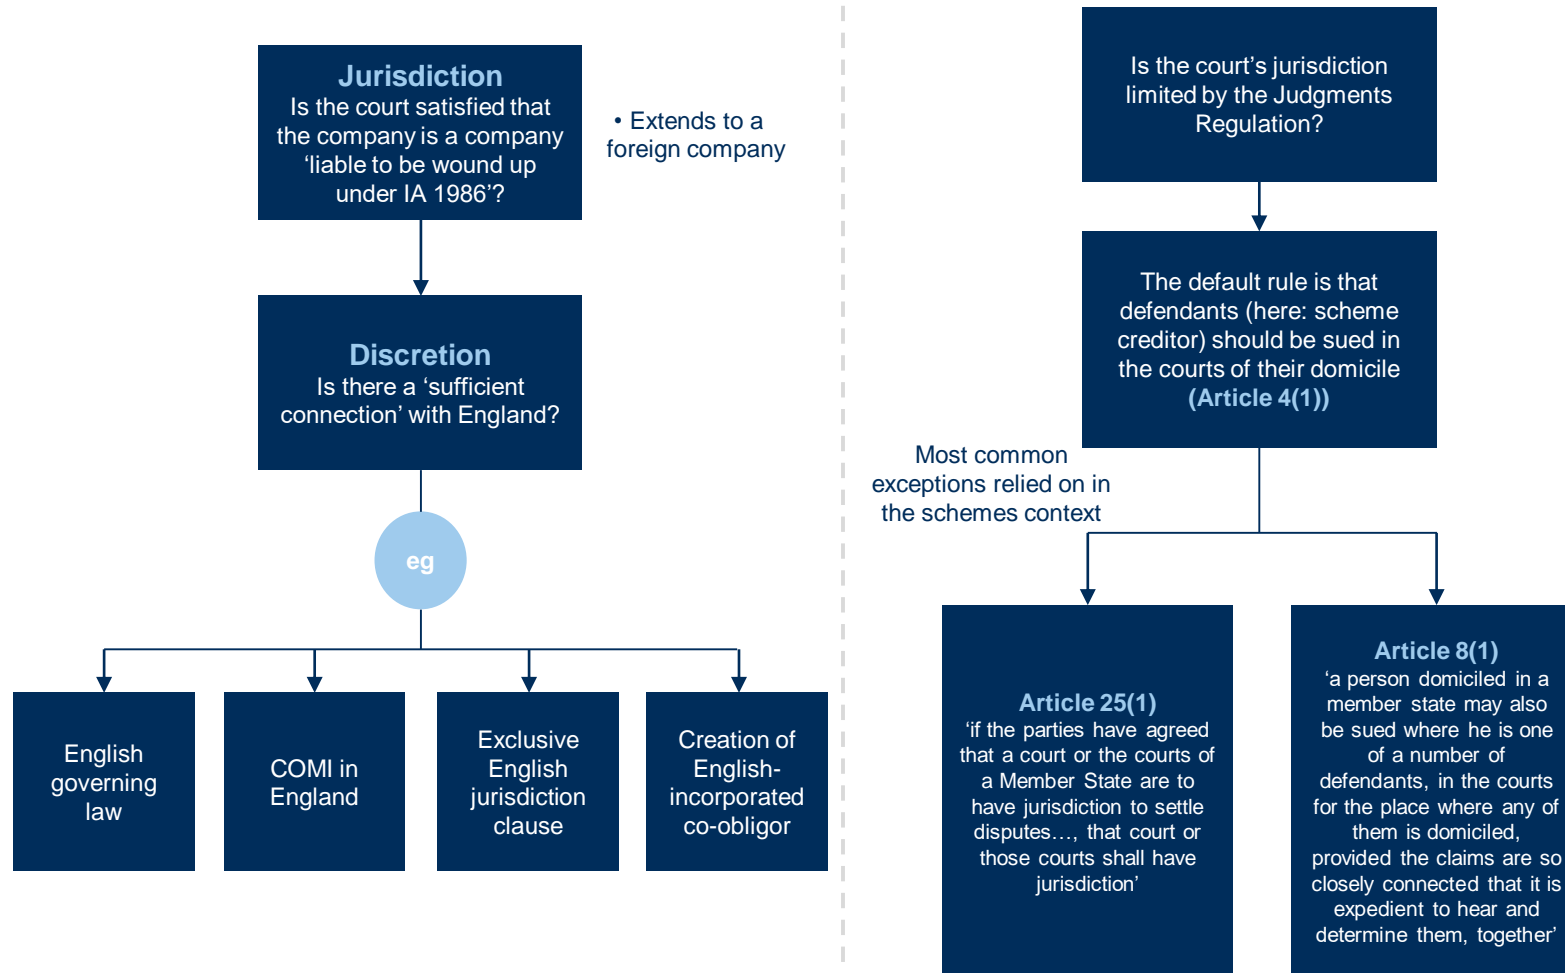 Jurisdiction
Is the court satisfied that
the company is a company
‘liable to be wound up
under IA 1986’?
• Extends to a
foreign company
Discretion
Is there a ‘sufficient
connection’ with England?
eg
English
governing
law
COMI in
England
Exclusive
English
jurisdiction
clause
Creation of
English-
incorporated
co-obligor
Is the court’s jurisdiction
limited by the Judgments
Regulation?
The default rule is that
defendants (here: scheme
creditor) should be sued in
the courts of their domicile
(Article 4(1))
Most common
exceptions relied on in
the schemes context
Article 25(1)
‘if the parties have agreed
that a court or the courts of
a Member State are to
have jurisdiction to settle
disputes…, that court or
those courts shall have
jurisdiction’
Article 8(1)
‘a person domiciled in a
member state may also
be sued where he is one
of a number of
defendants, in the courts
for the place where any of
them is domiciled,
provided the claims are so
closely connected that it is
expedient to hear and
determine them, together’